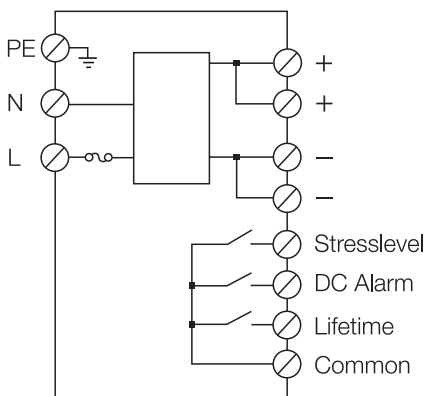 PE
N
L
+
+
–
–
Stresslevel
DC Alarm
Lifetime
Common